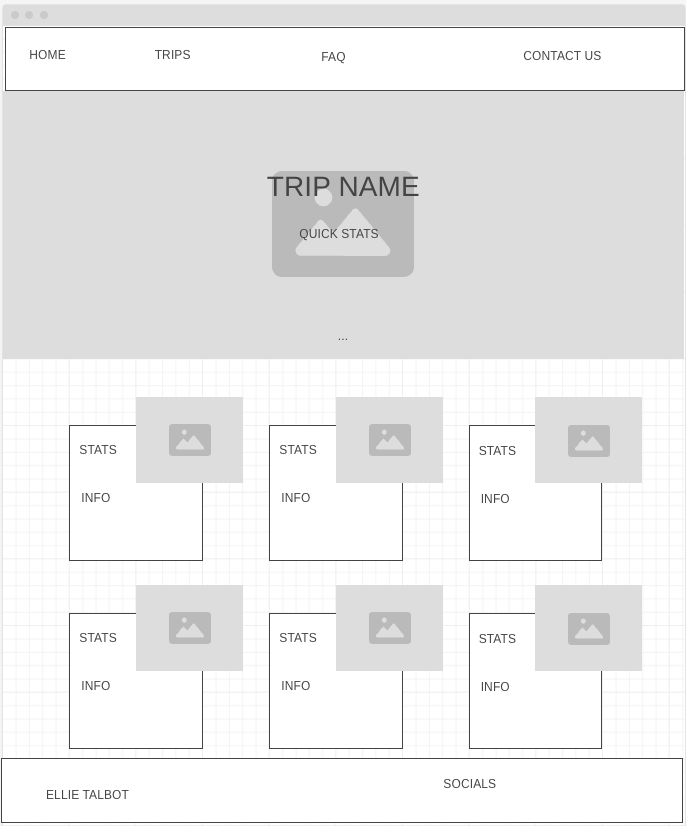 HOME TRIPS FAQ CONTACT US
TRIP NAME
QUICK STATS
...
STATS STATS STATS
INFO INFO INFO
STATS STATS STATS
INFO INFO INFO
SOCIALS
ELLIE TALBOT